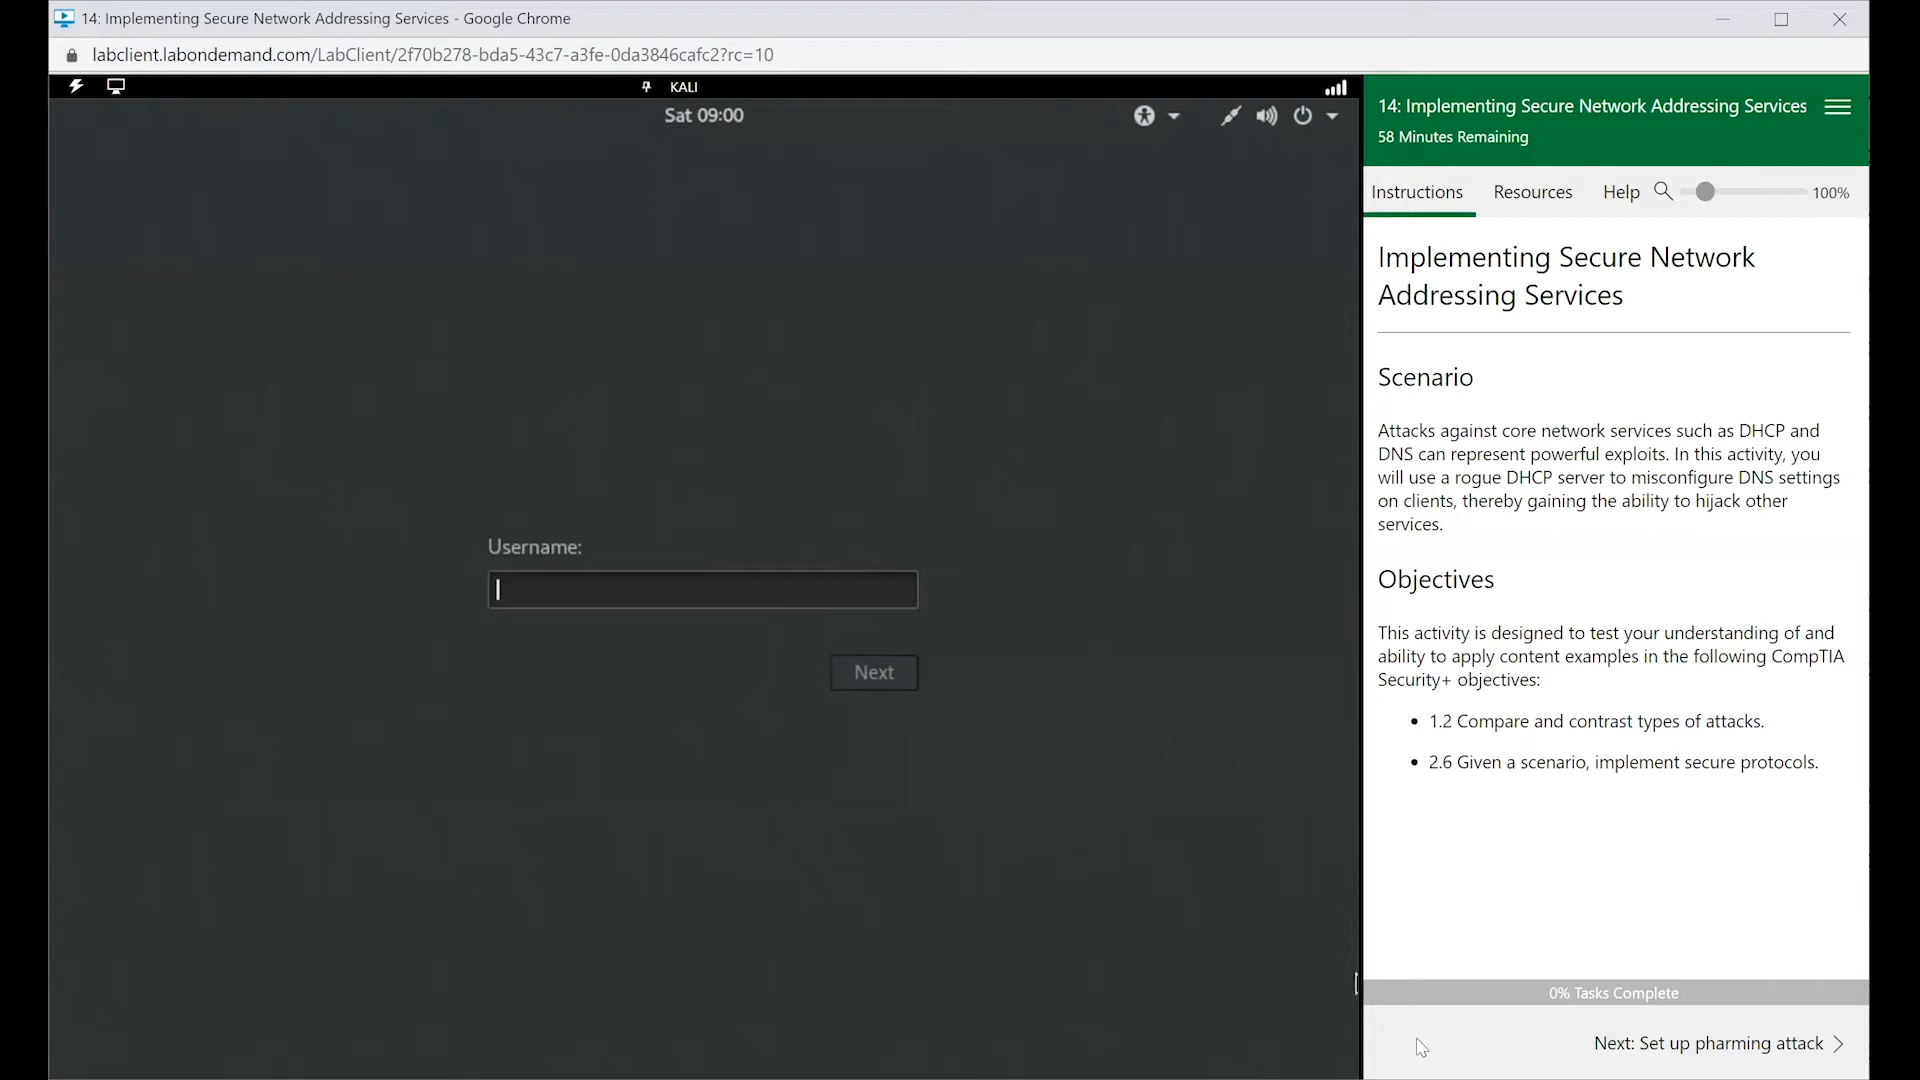 14: Implementing Secure Network Addressing Services - Google Chrome
labclient.labondemand.com/LabClient/2f70b278-bda5-43c7-a3fe-0da3846cafc2?rc=10
KALI
Sat 09:00
Username:
Next
14: Implementing Secure Network Addressing Services
58 Minutes Remaining
Instructions Resources Help 100%
Implementing Secure Network
Addressing Services
Scenario
Attacks against core network services such as DHCP and
DNS can represent powerful exploits. In this activity, you
will use a rogue DHCP server to misconfigure DNS settings
on clients, thereby gaining the ability to hijack other
services.
Objectives
This activity is designed to test your understanding of and
ability to apply content examples in the following CompTIA
Security+ objectives:
• 1.2 Compare and contrast types of attacks.
• 2.6 Given a scenario, implement secure protocols.
0% Tasks Complete
Next: Set up pharming attack